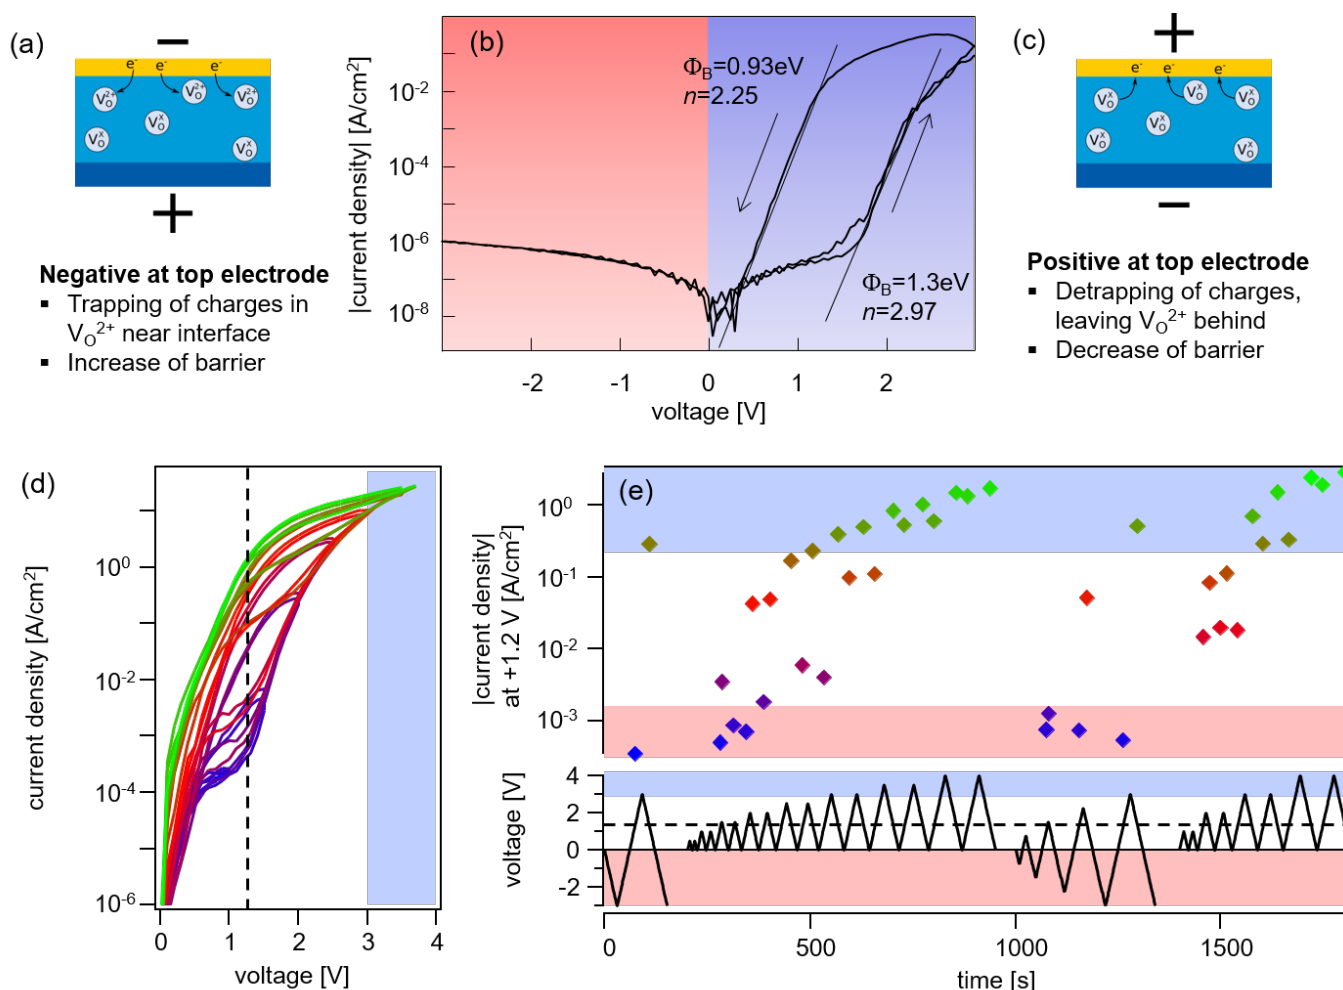 (a)
−
e⁻ e⁻ e⁻
V_O^2+ V_O^2+ V_O^2+
V_O^x V_O^x V_O^x
+
Negative at top electrode
▪ Trapping of charges in
V_O^2+ near interface
▪ Increase of barrier
(b)
|current density| [A/cm²]
10⁻²
10⁻⁴
10⁻⁶
10⁻⁸
Φ_B=0.93eV
n=2.25
Φ_B=1.3eV
n=2.97
-2 -1 0 1 2
voltage [V]
(c)
+
e⁻ e⁻ e⁻
V_O^x V_O^x V_O^x
V_O^x V_O^x V_O^x
−
Positive at top electrode
▪ Detrapping of charges,
leaving V_O^2+ behind
▪ Decrease of barrier
(d)
current density [A/cm²]
10⁰
10⁻²
10⁻⁴
10⁻⁶
0 1 2 3 4
voltage [V]
(e)
|current density|
at +1.2 V [A/cm²]
10⁰
10⁻¹
10⁻²
10⁻³
voltage [V]
4
2
0
-2
0 500 1000 1500
time [s]